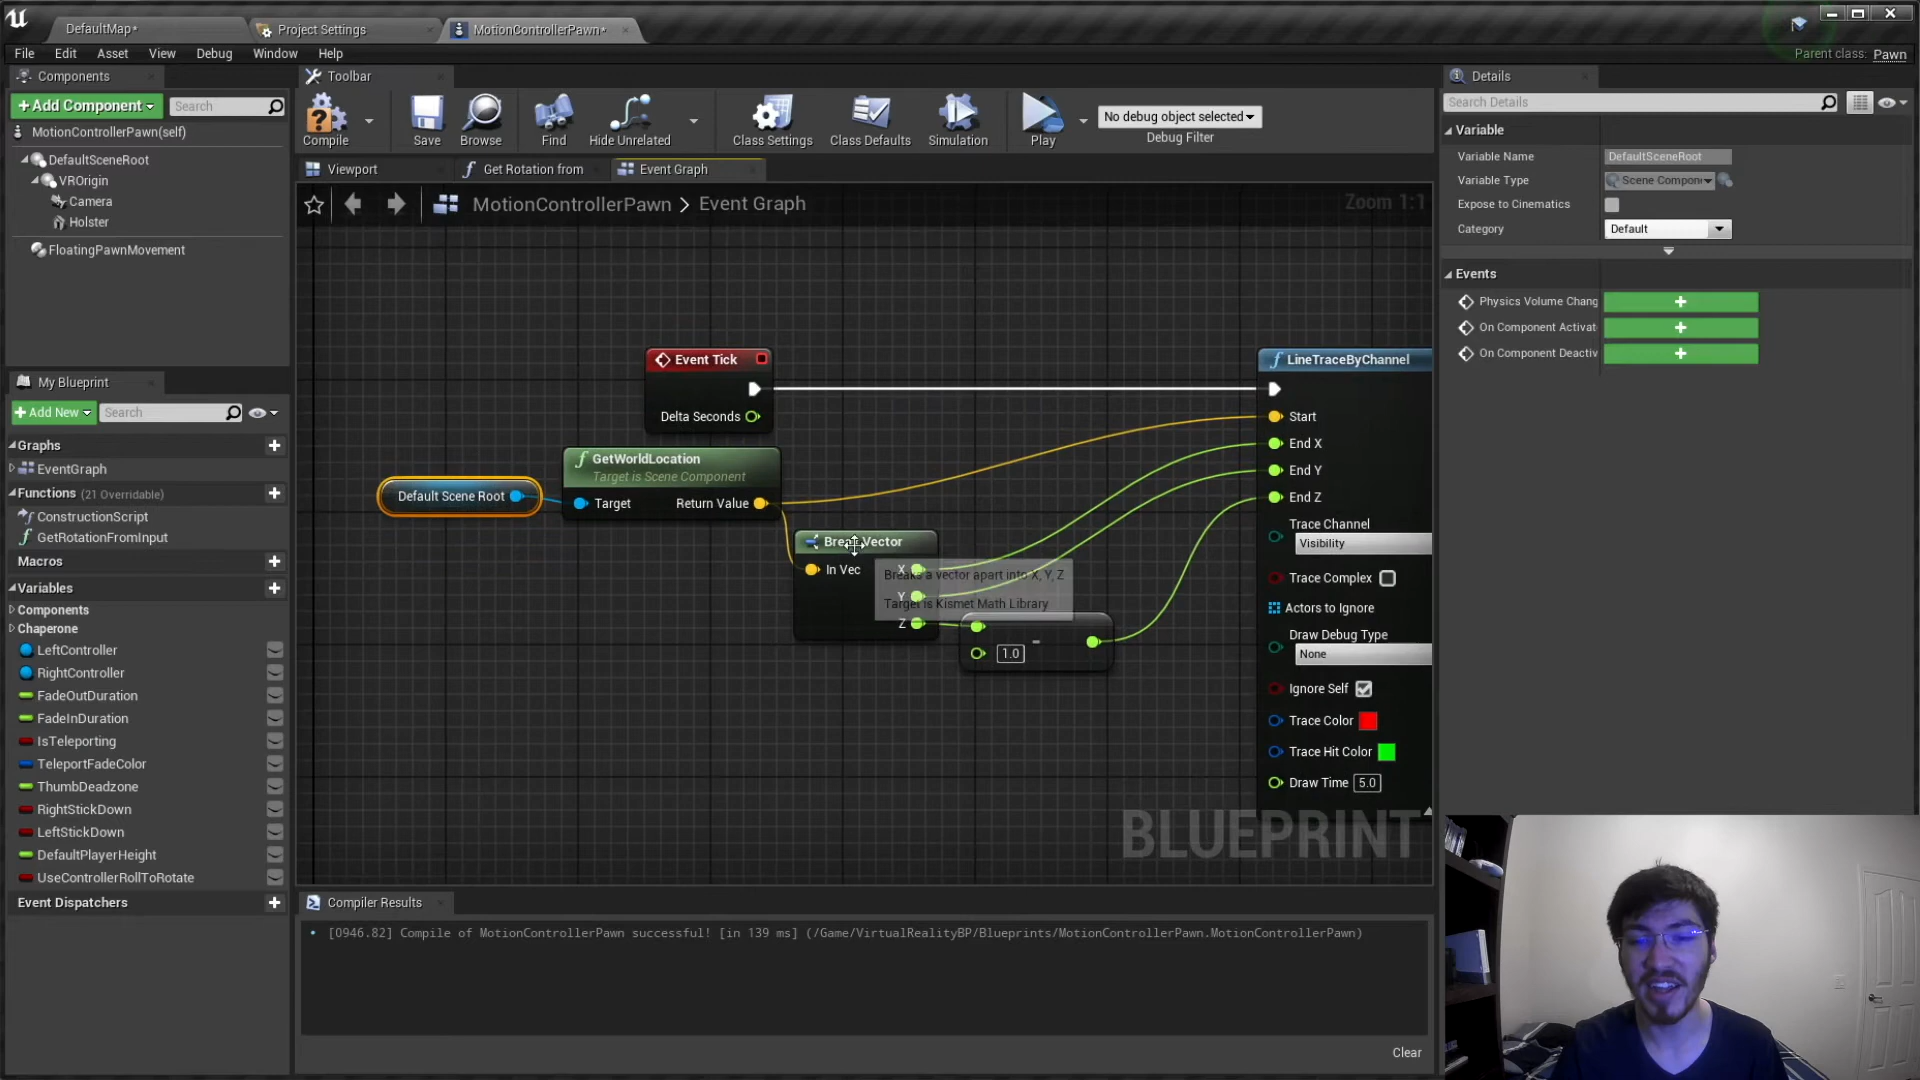 DefaultMap*
Project Settings
MotionControllerPawn*
File Edit Asset View Debug Window Help
Parent class: Pawn
Components
+Add Component
Search
MotionControllerPawn(self)
DefaultSceneRoot
VROrigin
Camera
Holster
FloatingPawnMovement
My Blueprint
+Add New
Search
Graphs
EventGraph
Functions (21 Overridable)
ConstructionScript
GetRotationFromInput
Macros
Variables
Components
Chaperone
LeftController
RightController
FadeOutDuration
FadeInDuration
IsTeleporting
TeleportFadeColor
ThumbDeadzone
RightStickDown
LeftStickDown
DefaultPlayerHeight
UseControllerRollToRotate
Event Dispatchers
Toolbar
Compile
Save
Browse
Find
Hide Unrelated
Class Settings
Class Defaults
Simulation
Play
No debug object selected
Debug Filter
Viewport
Get Rotation from
Event Graph
MotionControllerPawn > Event Graph
Zoom 1:1
Event Tick
Delta Seconds
Default Scene Root
GetWorldLocation
Target is Scene Component
Target
Return Value
Break Vector
In Vec
X
Y
Z
Breaks a vector apart into X, Y, Z
Target is Kismet Math Library
1.0
-
LineTraceByChannel
Start
End X
End Y
End Z
Trace Channel
Visibility
Trace Complex
Actors to Ignore
Draw Debug Type
None
Ignore Self
Trace Color
Trace Hit Color
Draw Time 5.0
BLUEPRINT
Compiler Results
[0946.82] Compile of MotionControllerPawn successful! [in 139 ms] (/Game/VirtualRealityBP/Blueprints/MotionControllerPawn.MotionControllerPawn)
Clear
Details
Search Details
Variable
Variable Name DefaultSceneRoot
Variable Type Scene Compon
Expose to Cinematics
Category Default
Events
Physics Volume Chang
On Component Activat
On Component Deactiv